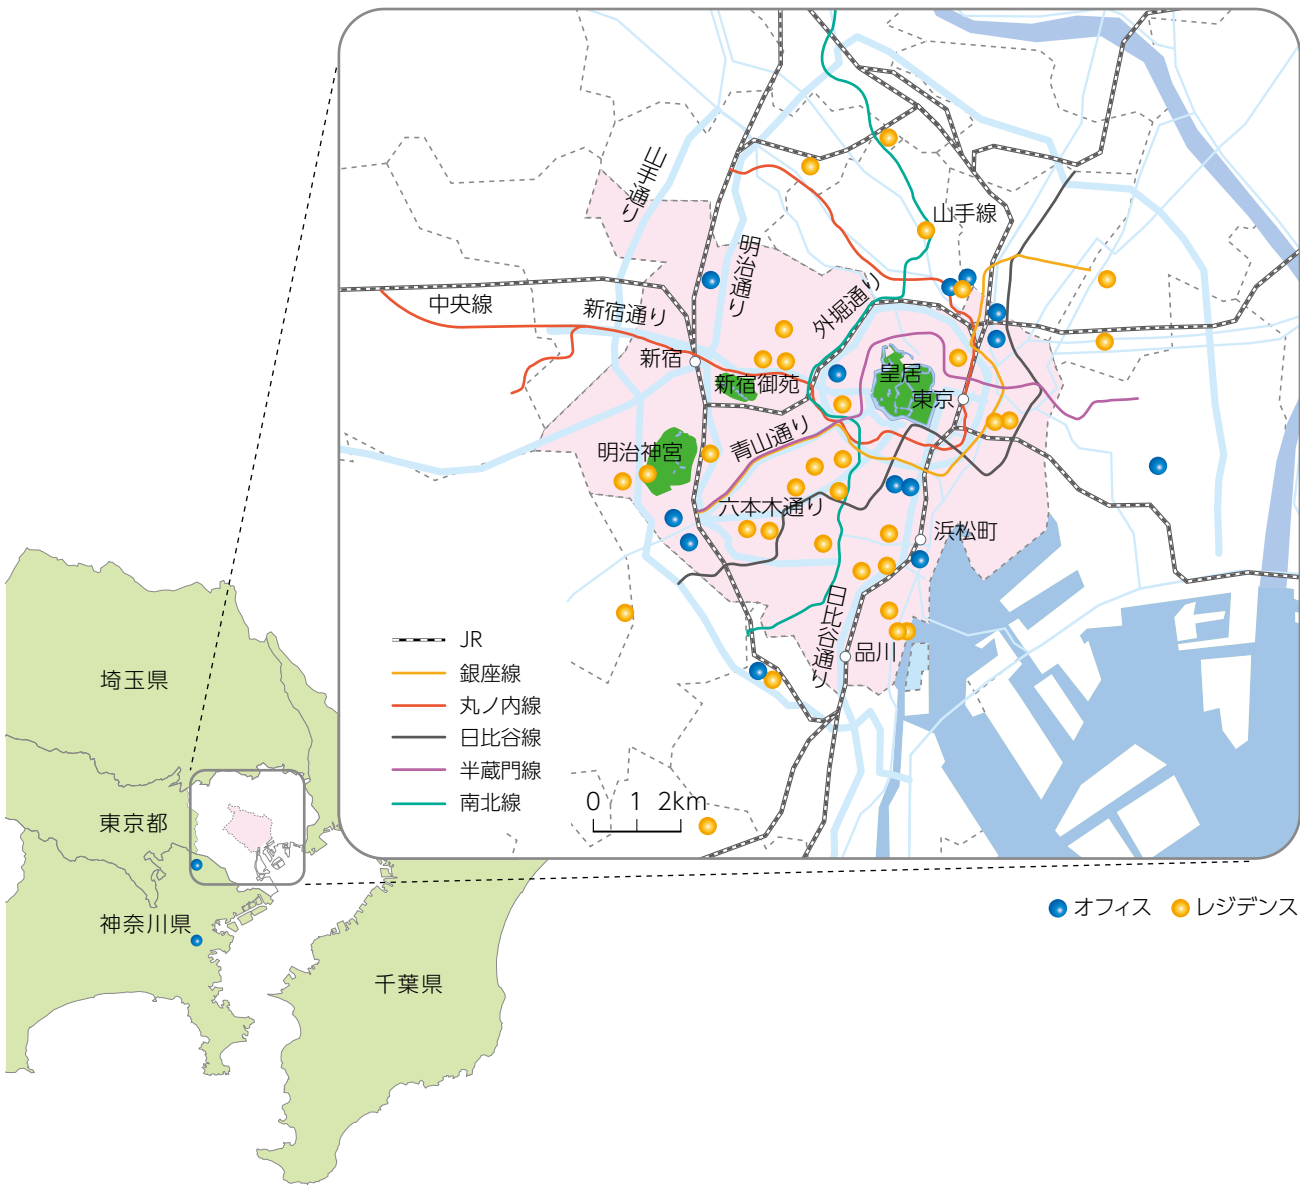 山手通り
山手線
明治通り
外堀通り
中央線
新宿通り
新宿
皇居
新宿御苑
東京
青山通り
明治神宮
六本木通り
浜松町
日比谷通り
品川
JR
銀座線
丸ノ内線
日比谷線
半蔵門線
南北線
0 1 2km
埼玉県
東京都
神奈川県
千葉県
オフィス レジデンス